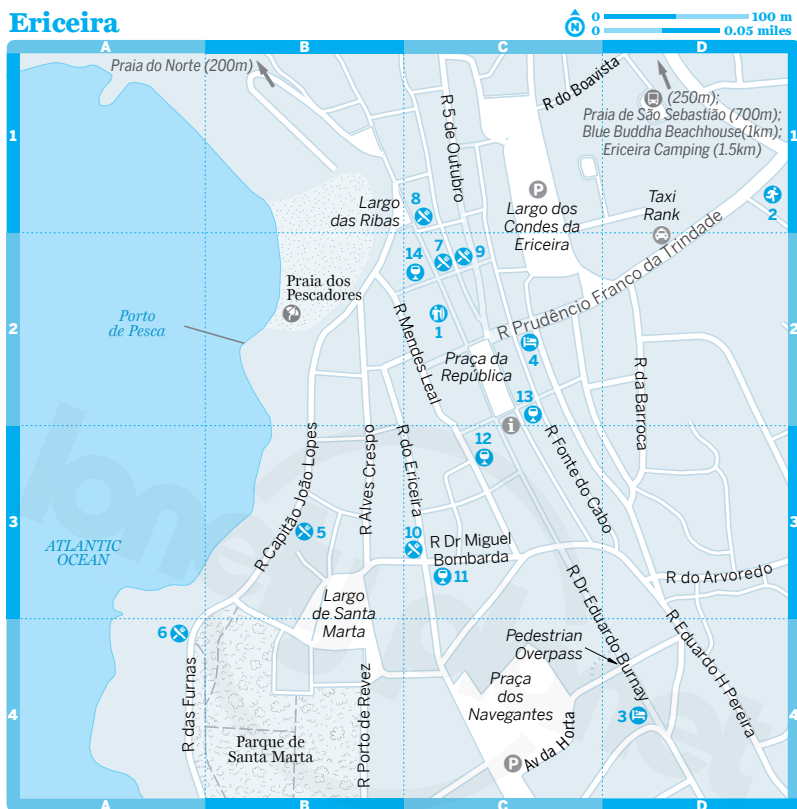 Ericeira
N
0 100 m
0 0.05 miles
A B C D
Praia do Norte (200m)
R do Boavista
(250m);
Praia de São Sebastião (700m);
Blue Buddha Beachhouse(1km);
Ericeira Camping (1.5km)
1
1
R 5 de Outubro
P
Largo
das Ribas
8
Largo dos
Condes da
Ericeira
Taxi
Rank
2
7
9
14
Praia dos
Pescadores
R Prudêncio Franco da Trindade
Porto
de Pesca
1
2
2
R Mendes Leal
Praça da
República
4
R da Barroca
13
i
12
R Capitão João Lopes
R Alves Crespo
R do Ericeira
R Fonte do Cabo
3
3
5
10
R Dr Miguel
Bombarda
11
ATLANTIC
OCEAN
R do Arvoredo
Largo
de Santa
Marta
R Dr Eduardo Burnay
R Eduardo H Pereira
6
Pedestrian
Overpass
R das Furnas
R Porto de Revez
Praça
dos
Navegantes
3
4
4
Parque de
Santa Marta
P
Av da Horta
A B C D
lonely planet